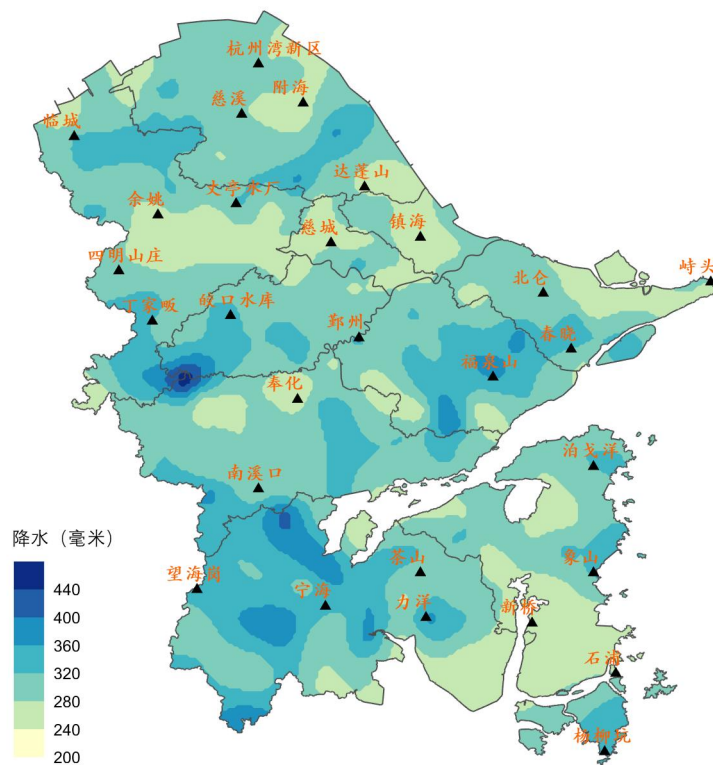 杭州湾新区
附海
慈溪
临城
达蓬山
丈亭水厂
余姚
慈城
镇海
四明山庄
北仑
峙头
丁家畈
皎口水库
鄞州
春晓
福泉山
奉化
泊戈洋
南溪口
降水（毫米）
望海岗
茶山
象山
宁海
力洋
新桥
石浦
杨柳坑
440
400
360
320
280
240
200